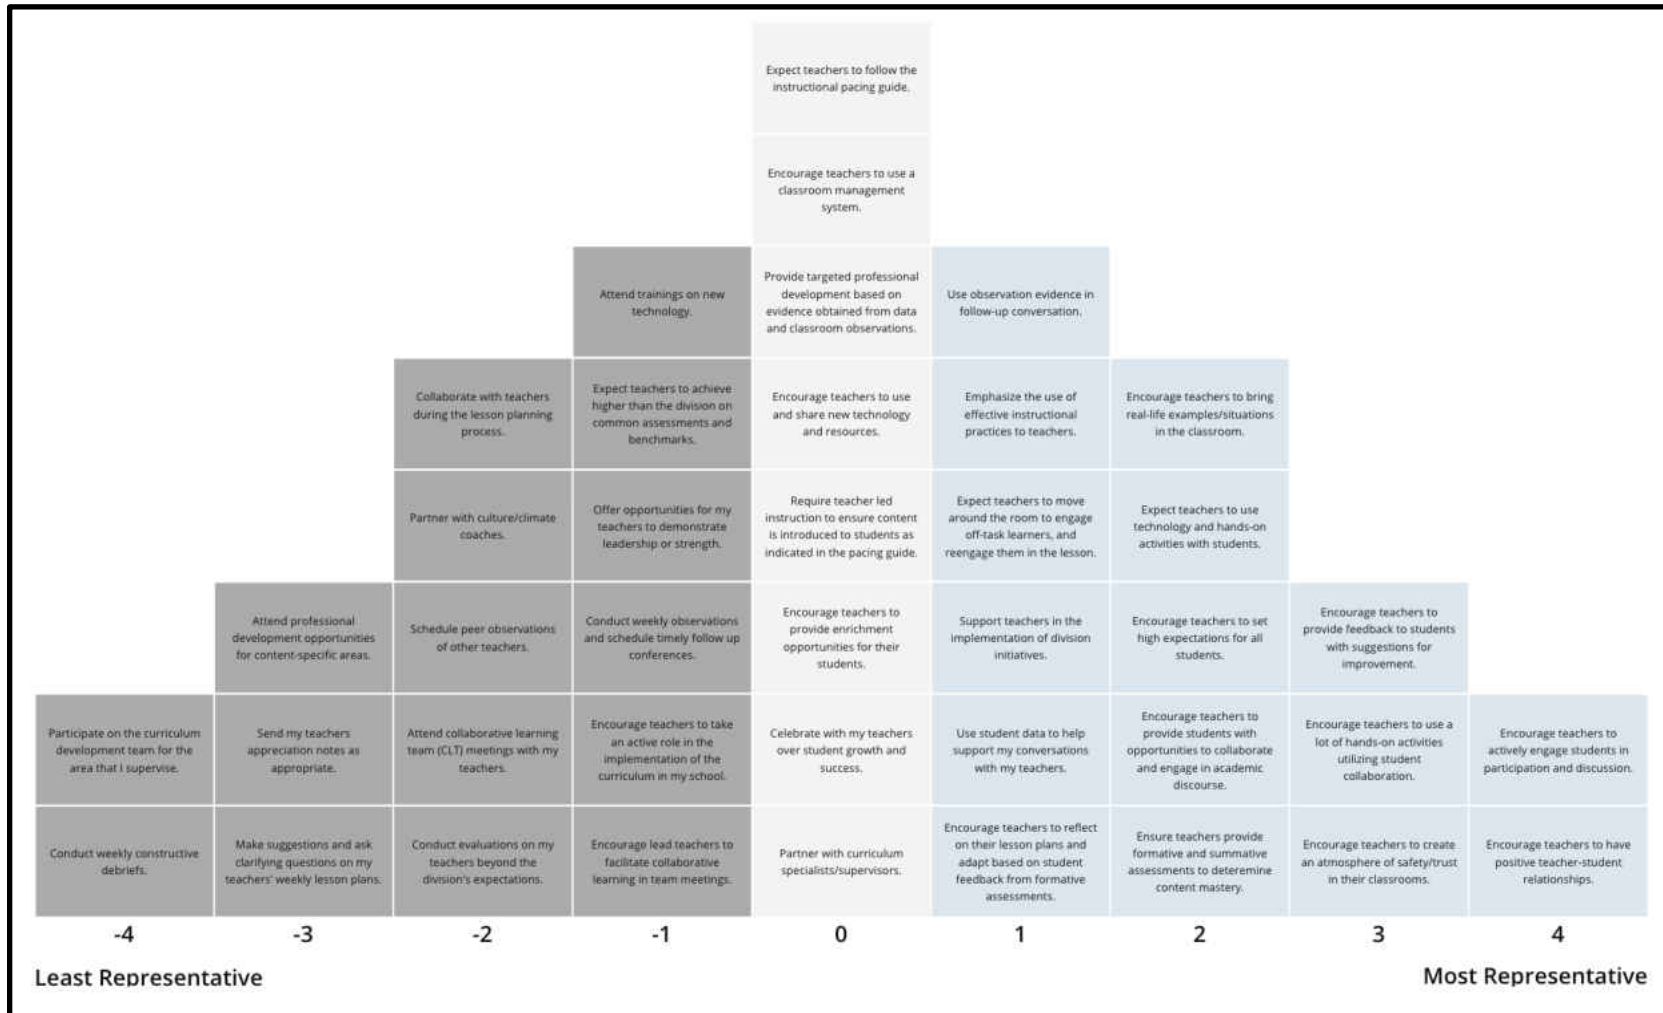 Expect teachers to follow the
instructional pacing guide.
Encourage teachers to use a
classroom management
system.
Attend trainings on new
technology.
Provide targeted professional
development based on
evidence obtained from data
and classroom observations.
Use observation evidence in
follow-up conversation.
Collaborate with teachers
during the lesson planning
process.
Expect teachers to achieve
higher than the division on
common assessments and
benchmarks.
Encourage teachers to use
and share new technology
and resources.
Emphasize the use of
effective instructional
practices to teachers.
Encourage teachers to bring
real-life examples/situations
in the classroom.
Partner with culture/climate
coaches.
Offer opportunities for my
teachers to demonstrate
leadership or strength.
Require teacher led
instruction to ensure content
is introduced to students as
indicated in the pacing guide.
Expect teachers to move
around the room to engage
off-task learners, and
reengage them in the lesson.
Expect teachers to use
technology and hands-on
activities with students.
Attend professional
development opportunities
for content-specific areas.
Schedule peer observations
of other teachers.
Conduct weekly observations
and schedule timely follow up
conferences.
Encourage teachers to
provide enrichment
opportunities for their
students.
Support teachers in the
implementation of division
initiatives.
Encourage teachers to set
high expectations for all
students.
Encourage teachers to
provide feedback to students
with suggestions for
improvement.
Participate on the curriculum
development team for the
area that I supervise.
Send my teachers
appreciation notes as
appropriate.
Attend collaborative learning
team (CLT) meetings with my
teachers.
Encourage teachers to take
an active role in the
implementation of the
curriculum in my school.
Celebrate with my teachers
over student growth and
success.
Use student data to help
support my conversations
with my teachers.
Encourage teachers to
provide students with
opportunities to collaborate
and engage in academic
discourse.
Encourage teachers to use a
lot of hands-on activities
utilizing student
collaboration.
Encourage teachers to
actively engage students in
participation and discussion.
Conduct weekly constructive
debriefs.
Make suggestions and ask
clarifying questions on my
teachers' weekly lesson plans.
Conduct evaluations on my
teachers beyond the
division's expectations.
Encourage lead teachers to
facilitate collaborative
learning in team meetings.
Partner with curriculum
specialists/supervisors.
Encourage teachers to reflect
on their lesson plans and
adapt based on student
feedback from formative
assessments.
Ensure teachers provide
formative and summative
assessments to deteremine
content mastery.
Encourage teachers to create
an atmosphere of safety/trust
in their classrooms.
Encourage teachers to have
positive teacher-student
relationships.
-4 -3 -2 -1 0 1 2 3 4
Least Representative
Most Representative